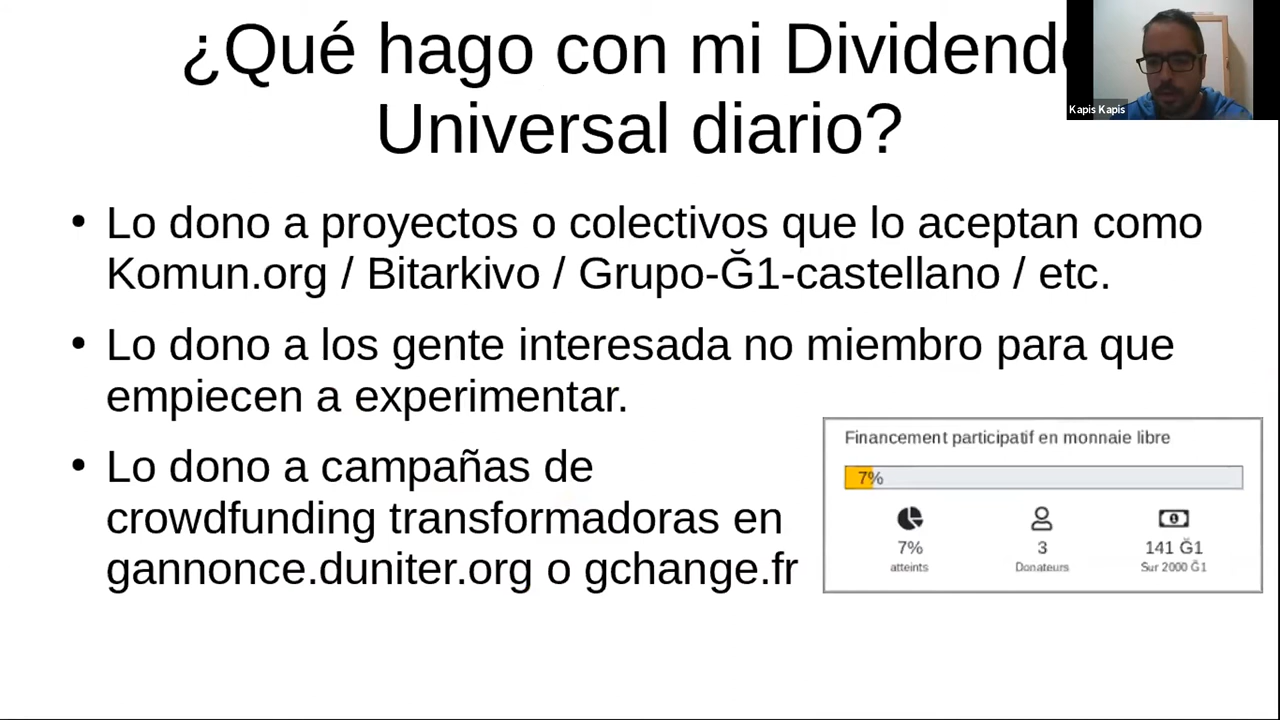 ¿Qué hago con mi Dividendo
Universal diario?
Kapis Kapis
• Lo dono a proyectos o colectivos que lo aceptan como
Komun.org / Bitarkivo / Grupo-Ğ1-castellano / etc.
• Lo dono a los gente interesada no miembro para que
empiecen a experimentar.
• Lo dono a campañas de
crowdfunding transformadoras en
gannonce.duniter.org o gchange.fr
Financement participatif en monnaie libre
7%
7% 3 141 Ğ1
atteints Donateurs Sur 2000 Ğ1